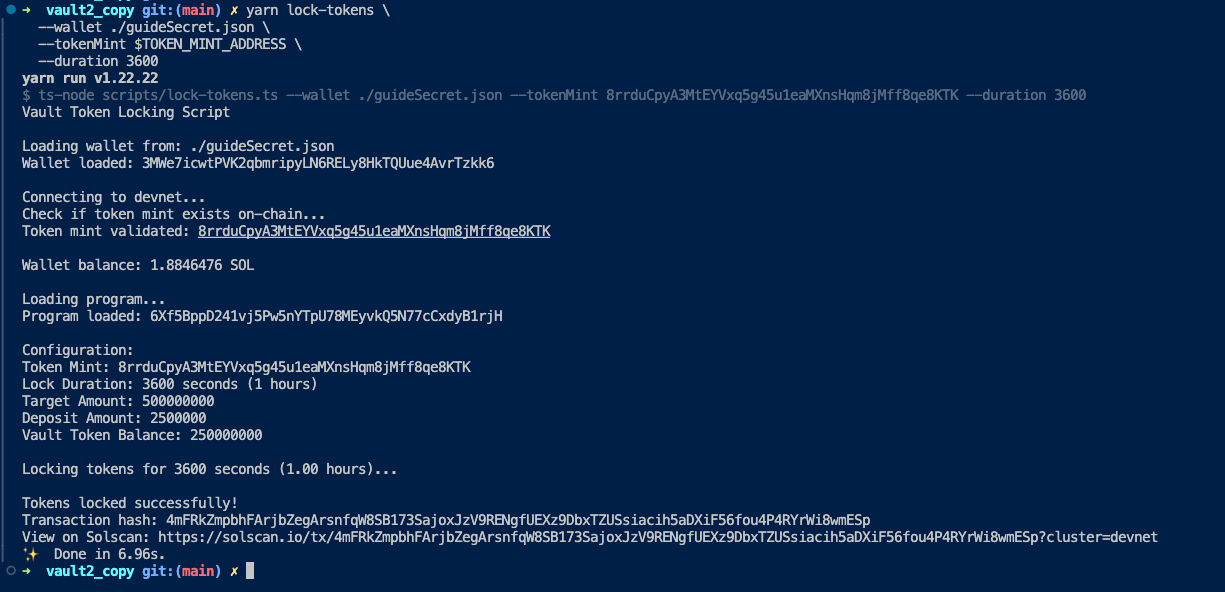 → vault2_copy git:(main) ✗ yarn lock-tokens \
--wallet ./guideSecret.json \
--tokenMint $TOKEN_MINT_ADDRESS \
--duration 3600
yarn run v1.22.22
$ ts-node scripts/lock-tokens.ts --wallet ./guideSecret.json --tokenMint 8rrduCpyA3MtEYVxq5g45u1eaMXnsHqm8jMff8qe8KTK --duration 3600
Vault Token Locking Script
Loading wallet from: ./guideSecret.json
Wallet loaded: 3MWe7icwtPVK2qbmripyLN6RELy8HkTQUue4AvrTzkk6
Connecting to devnet...
Check if token mint exists on-chain...
Token mint validated: 8rrduCpyA3MtEYVxq5g45u1eaMXnsHqm8jMff8qe8KTK
Wallet balance: 1.8846476 SOL
Loading program...
Program loaded: 6Xf5BppD241vj5Pw5nYTpU78MEyvkQ5N77cCxdyB1rjH
Configuration:
Token Mint: 8rrduCpyA3MtEYVxq5g45u1eaMXnsHqm8jMff8qe8KTK
Lock Duration: 3600 seconds (1 hours)
Target Amount: 500000000
Deposit Amount: 2500000
Vault Token Balance: 250000000
Locking tokens for 3600 seconds (1.00 hours)...
Tokens locked successfully!
Transaction hash: 4mFRkZmpbhFArjbZegArsnfqW8SB173SajoxJzV9RENgfUEXz9DbxTZUSsiacih5aDXiF56fou4P4RYrWi8wmESp
View on Solscan: https://solscan.io/tx/4mFRkZmpbhFArjbZegArsnfqW8SB173SajoxJzV9RENgfUEXz9DbxTZUSsiacih5aDXiF56fou4P4RYrWi8wmESp?cluster=devnet
✨ Done in 6.96s.
→ vault2_copy git:(main) ✗